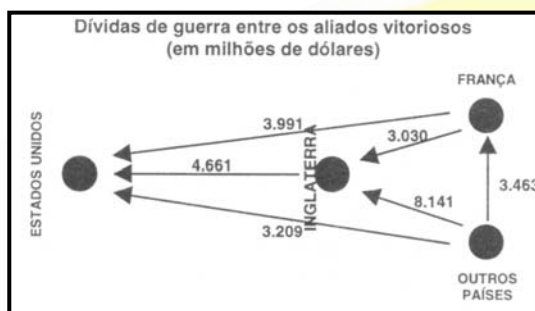 Dívidas de guerra entre os aliados vitoriosos
(em milhões de dólares)
FRANÇA
3.991
3.030
ESTADOS UNIDOS
4.661
INGLATERR
3.463
8.141
3.209
OUTROS
PAÍSES